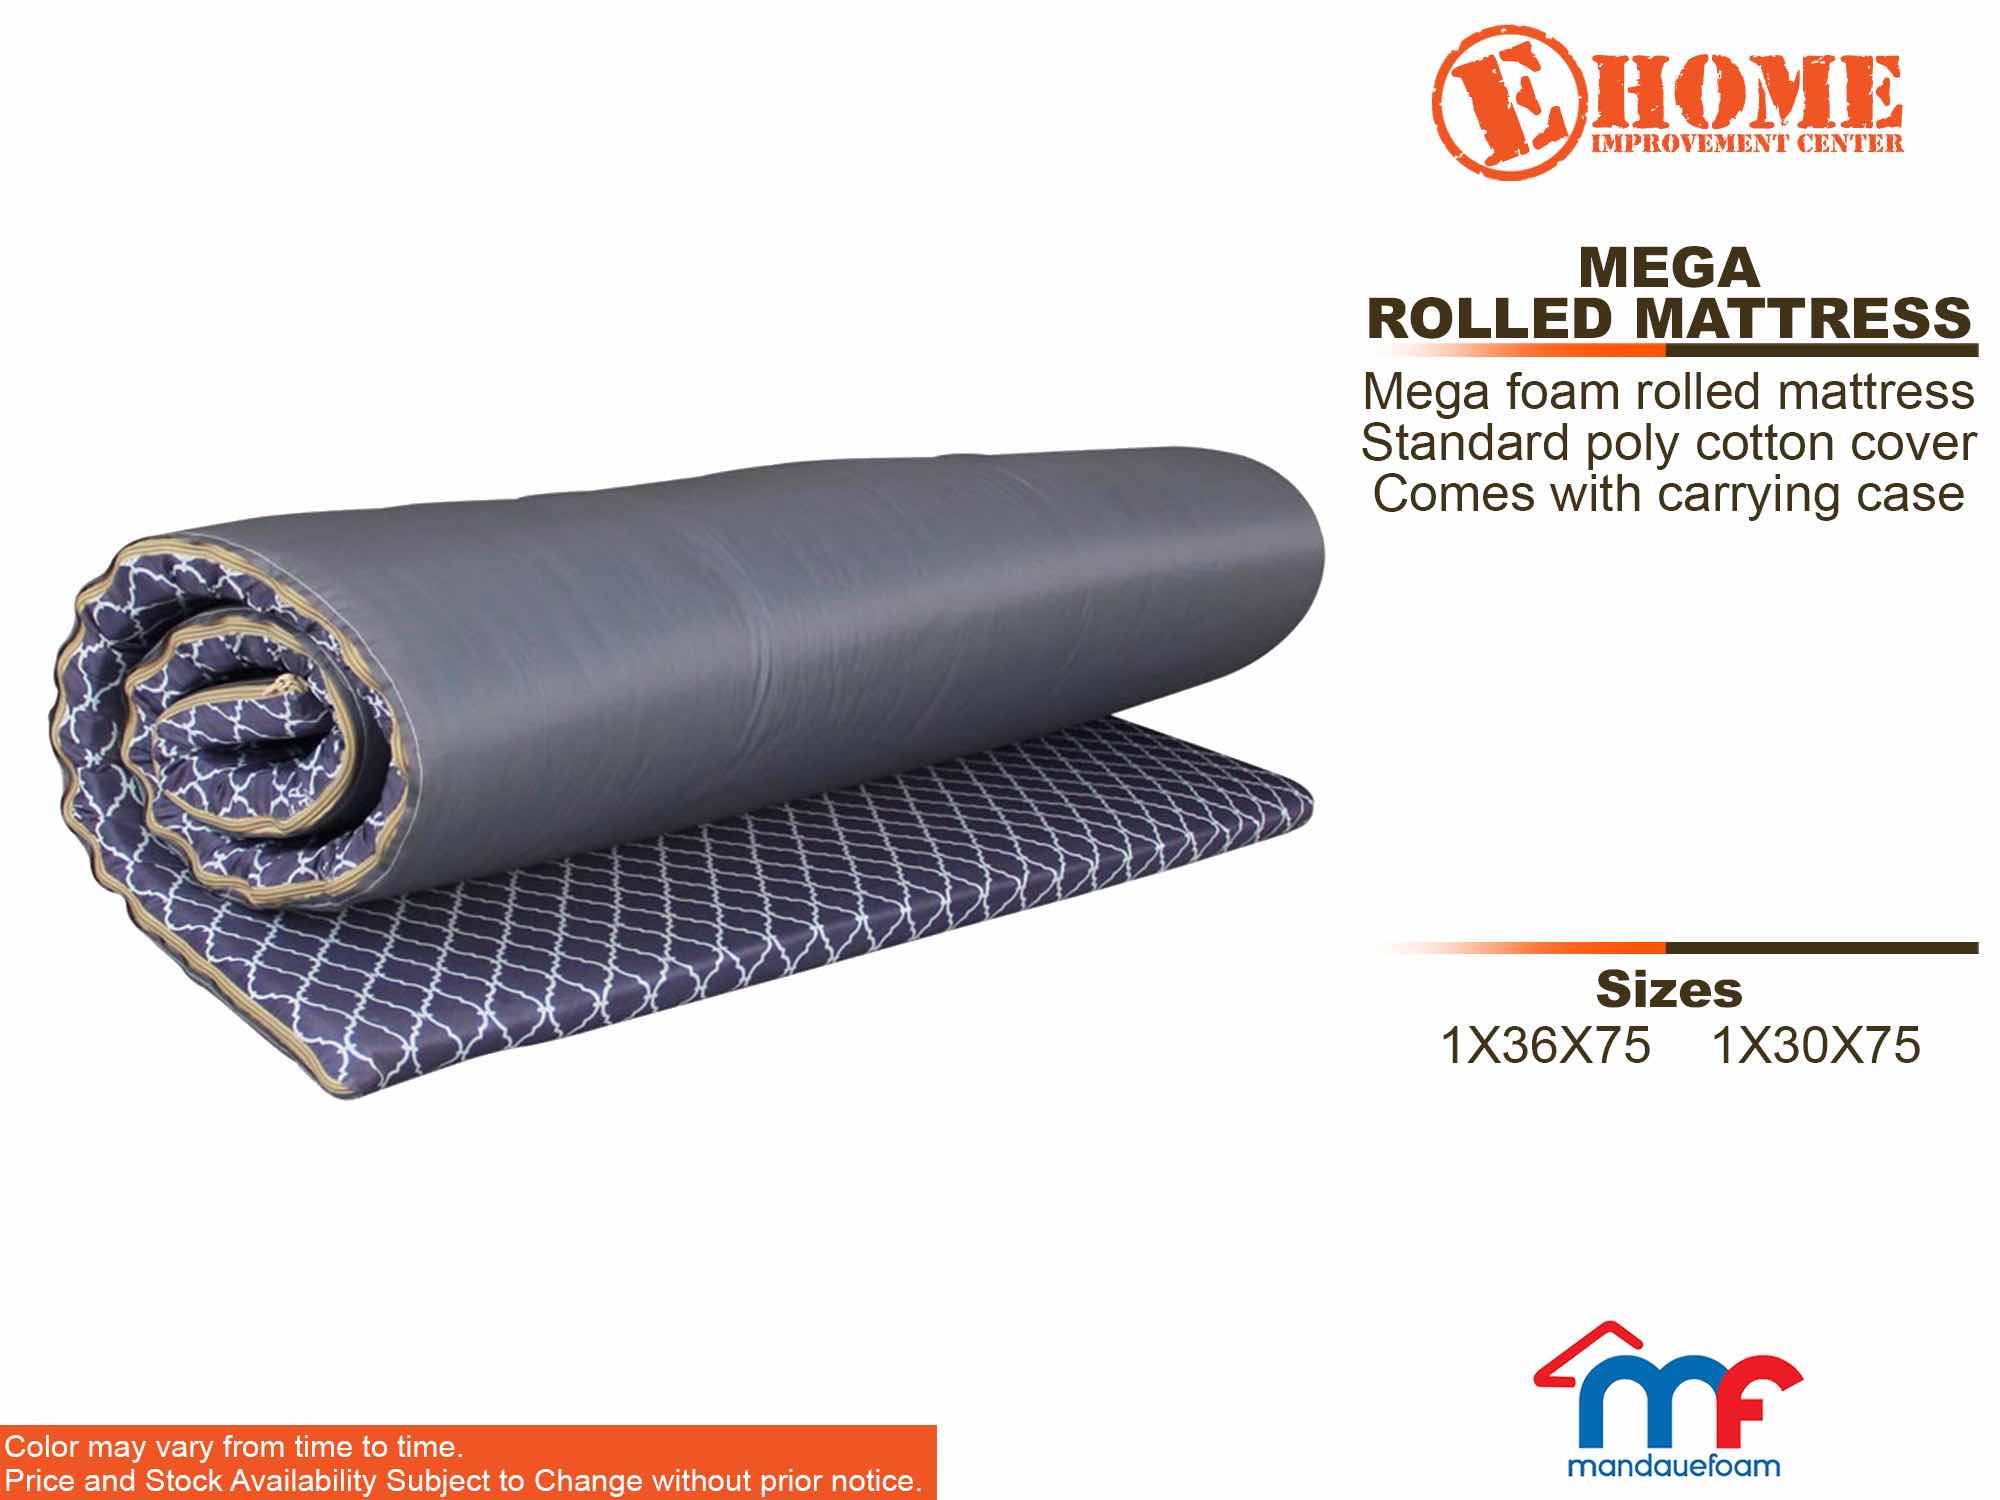 E HOME
IMPROVEMENT CENTER
MEGA
ROLLED MATTRESS
Mega foam rolled mattress
Standard poly cotton cover
Comes with carrying case
Sizes
1X36X75 1X30X75
mf
mandauefoam
Color may vary from time to time.
Price and Stock Availability Subject to Change without prior notice.